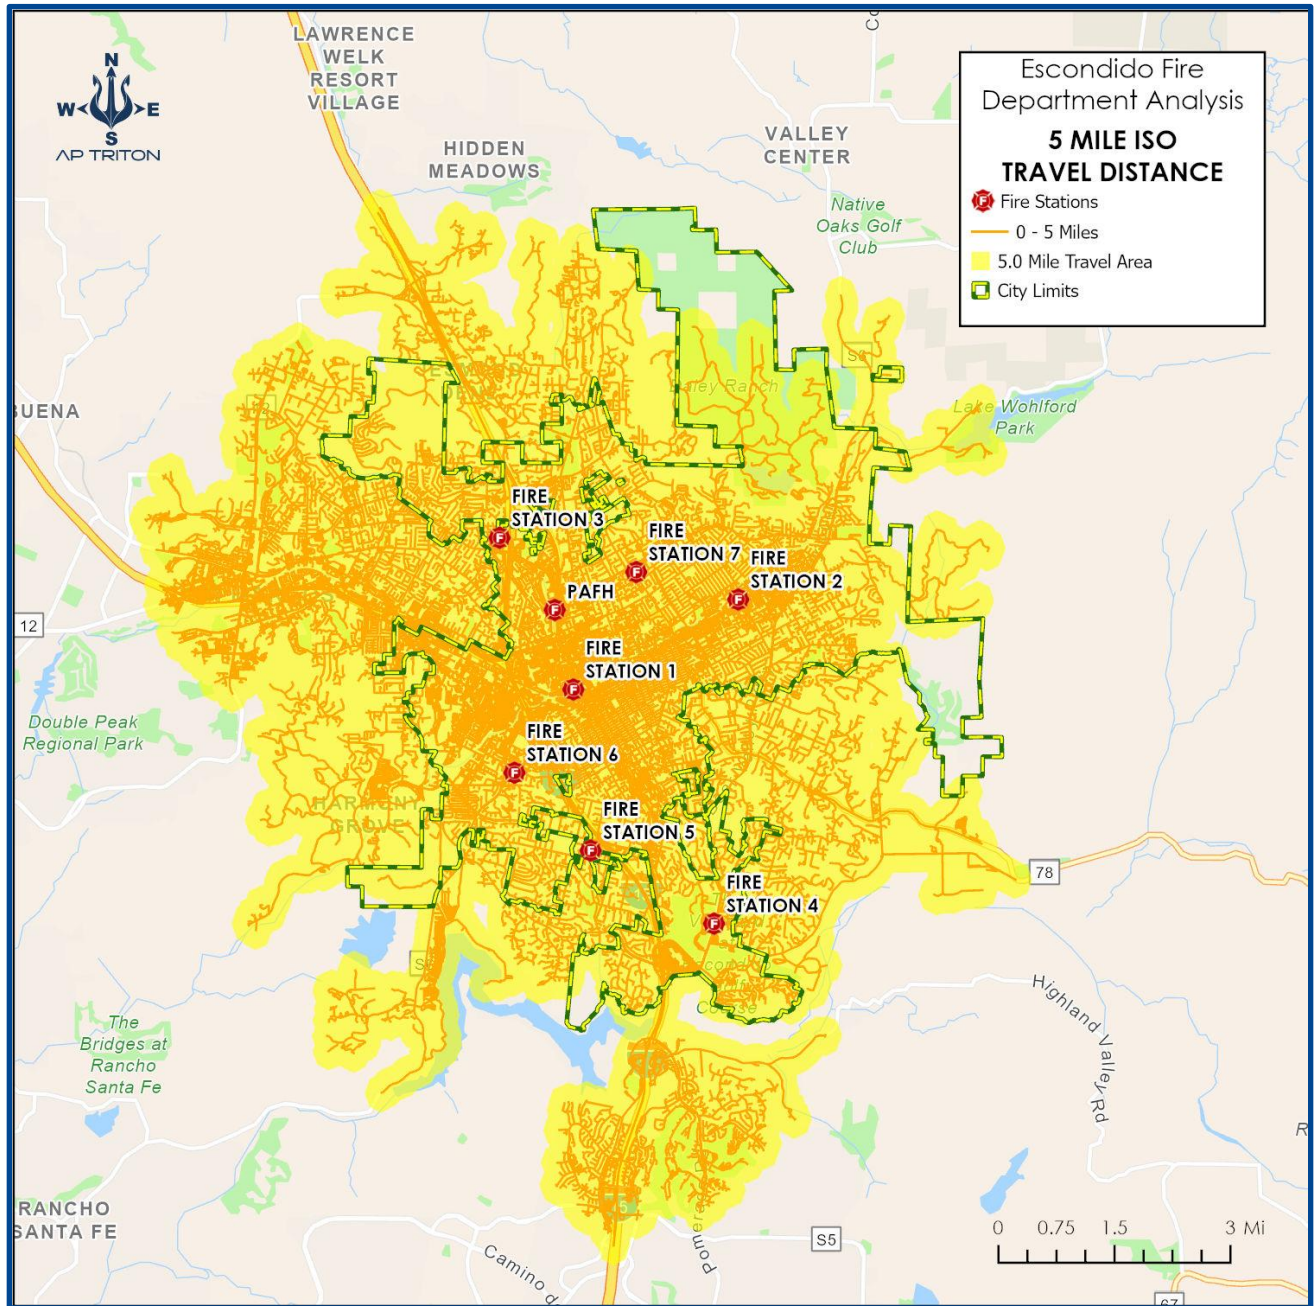 LAWRENCE
WELK
RESORT
VILLAGE
N
W
E
S
AP TRITON
HIDDEN
MEADOWS
VALLEY
CENTER
Native
Oaks Golf
Club
Escondido Fire
Department Analysis
5 MILE ISO
TRAVEL DISTANCE
F Fire Stations
0 - 5 Miles
5.0 Mile Travel Area
City Limits
Lake Wohlford
Park
FIRE
STATION 3
F
FIRE
STATION 7
F
FIRE
STATION 2
F
PAFH
F
12
FIRE
STATION 1
F
Double Peak
Regional Park
FIRE
STATION 6
F
HARMONY
GROVE
FIRE
STATION 5
F
78
FIRE
STATION 4
F
Highland Valley Rd
The
Bridges at
Rancho
Santa Fe
RANCHO
SANTA FE
S5
Camino d
0 0.75 1.5 3 Mi
67